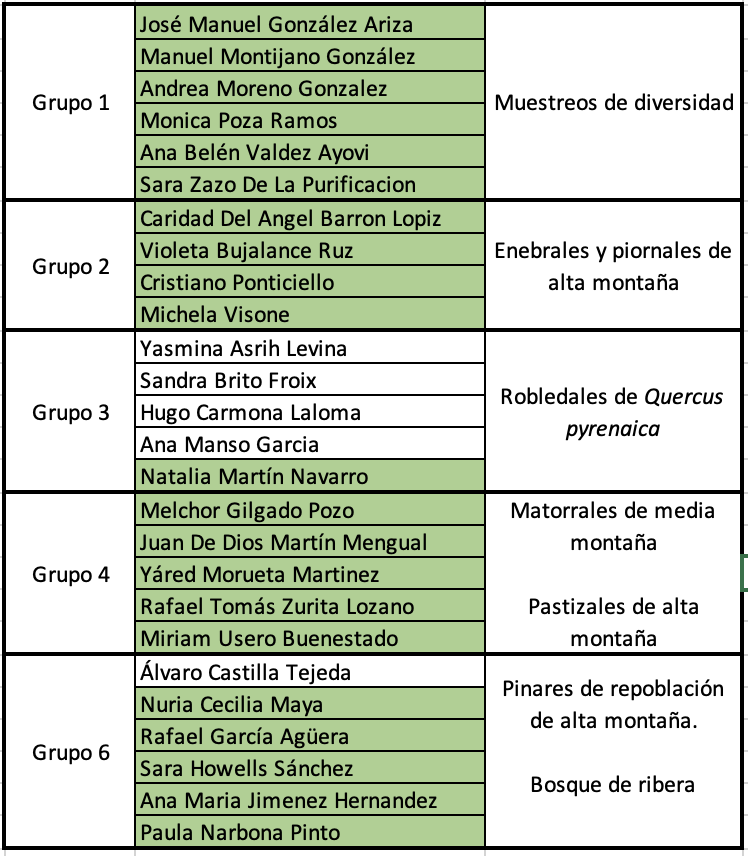 Grupo 1
José Manuel González Ariza
Manuel Montijano González
Andrea Moreno Gonzalez
Monica Poza Ramos
Ana Belén Valdez Ayovi
Sara Zazo De La Purificacion
Muestreos de diversidad
Grupo 2
Caridad Del Angel Barron Lopiz
Violeta Bujalance Ruz
Cristiano Ponticiello
Michela Visone
Enebrales y piornales de
alta montaña
Grupo 3
Yasmina Asrih Levina
Sandra Brito Froix
Hugo Carmona Laloma
Ana Manso Garcia
Natalia Martín Navarro
Robledales de Quercus
pyrenaica
Grupo 4
Melchor Gilgado Pozo
Juan De Dios Martín Mengual
Yáred Morueta Martinez
Rafael Tomás Zurita Lozano
Miriam Usero Buenestado
Matorrales de media
montaña
Pastizales de alta
montaña
Grupo 6
Álvaro Castilla Tejeda
Nuria Cecilia Maya
Rafael García Agüera
Sara Howells Sánchez
Ana Maria Jimenez Hernandez
Paula Narbona Pinto
Pinares de repoblación
de alta montaña.
Bosque de ribera